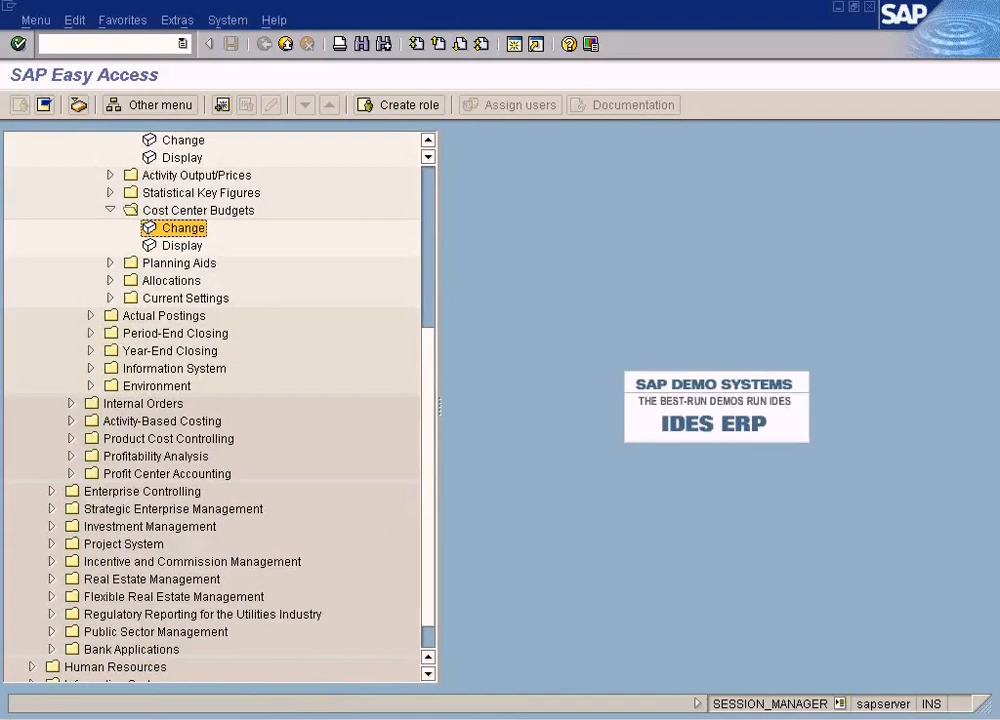 Menu Edit Favorites Extras System Help
SAP
SAP Easy Access
Other menu Create role Assign users Documentation
Change
Display
Activity Output/Prices
Statistical Key Figures
Cost Center Budgets
Change
Display
Planning Aids
Allocations
Current Settings
Actual Postings
Period-End Closing
Year-End Closing
Information System
Environment
Internal Orders
Activity-Based Costing
Product Cost Controlling
Profitability Analysis
Profit Center Accounting
Enterprise Controlling
Strategic Enterprise Management
Investment Management
Project System
Incentive and Commission Management
Real Estate Management
Flexible Real Estate Management
Regulatory Reporting for the Utilities Industry
Public Sector Management
Bank Applications
Human Resources
SAP DEMO SYSTEMS
THE BEST-RUN DEMOS RUN IDES
IDES ERP
SESSION_MANAGER sapserver INS